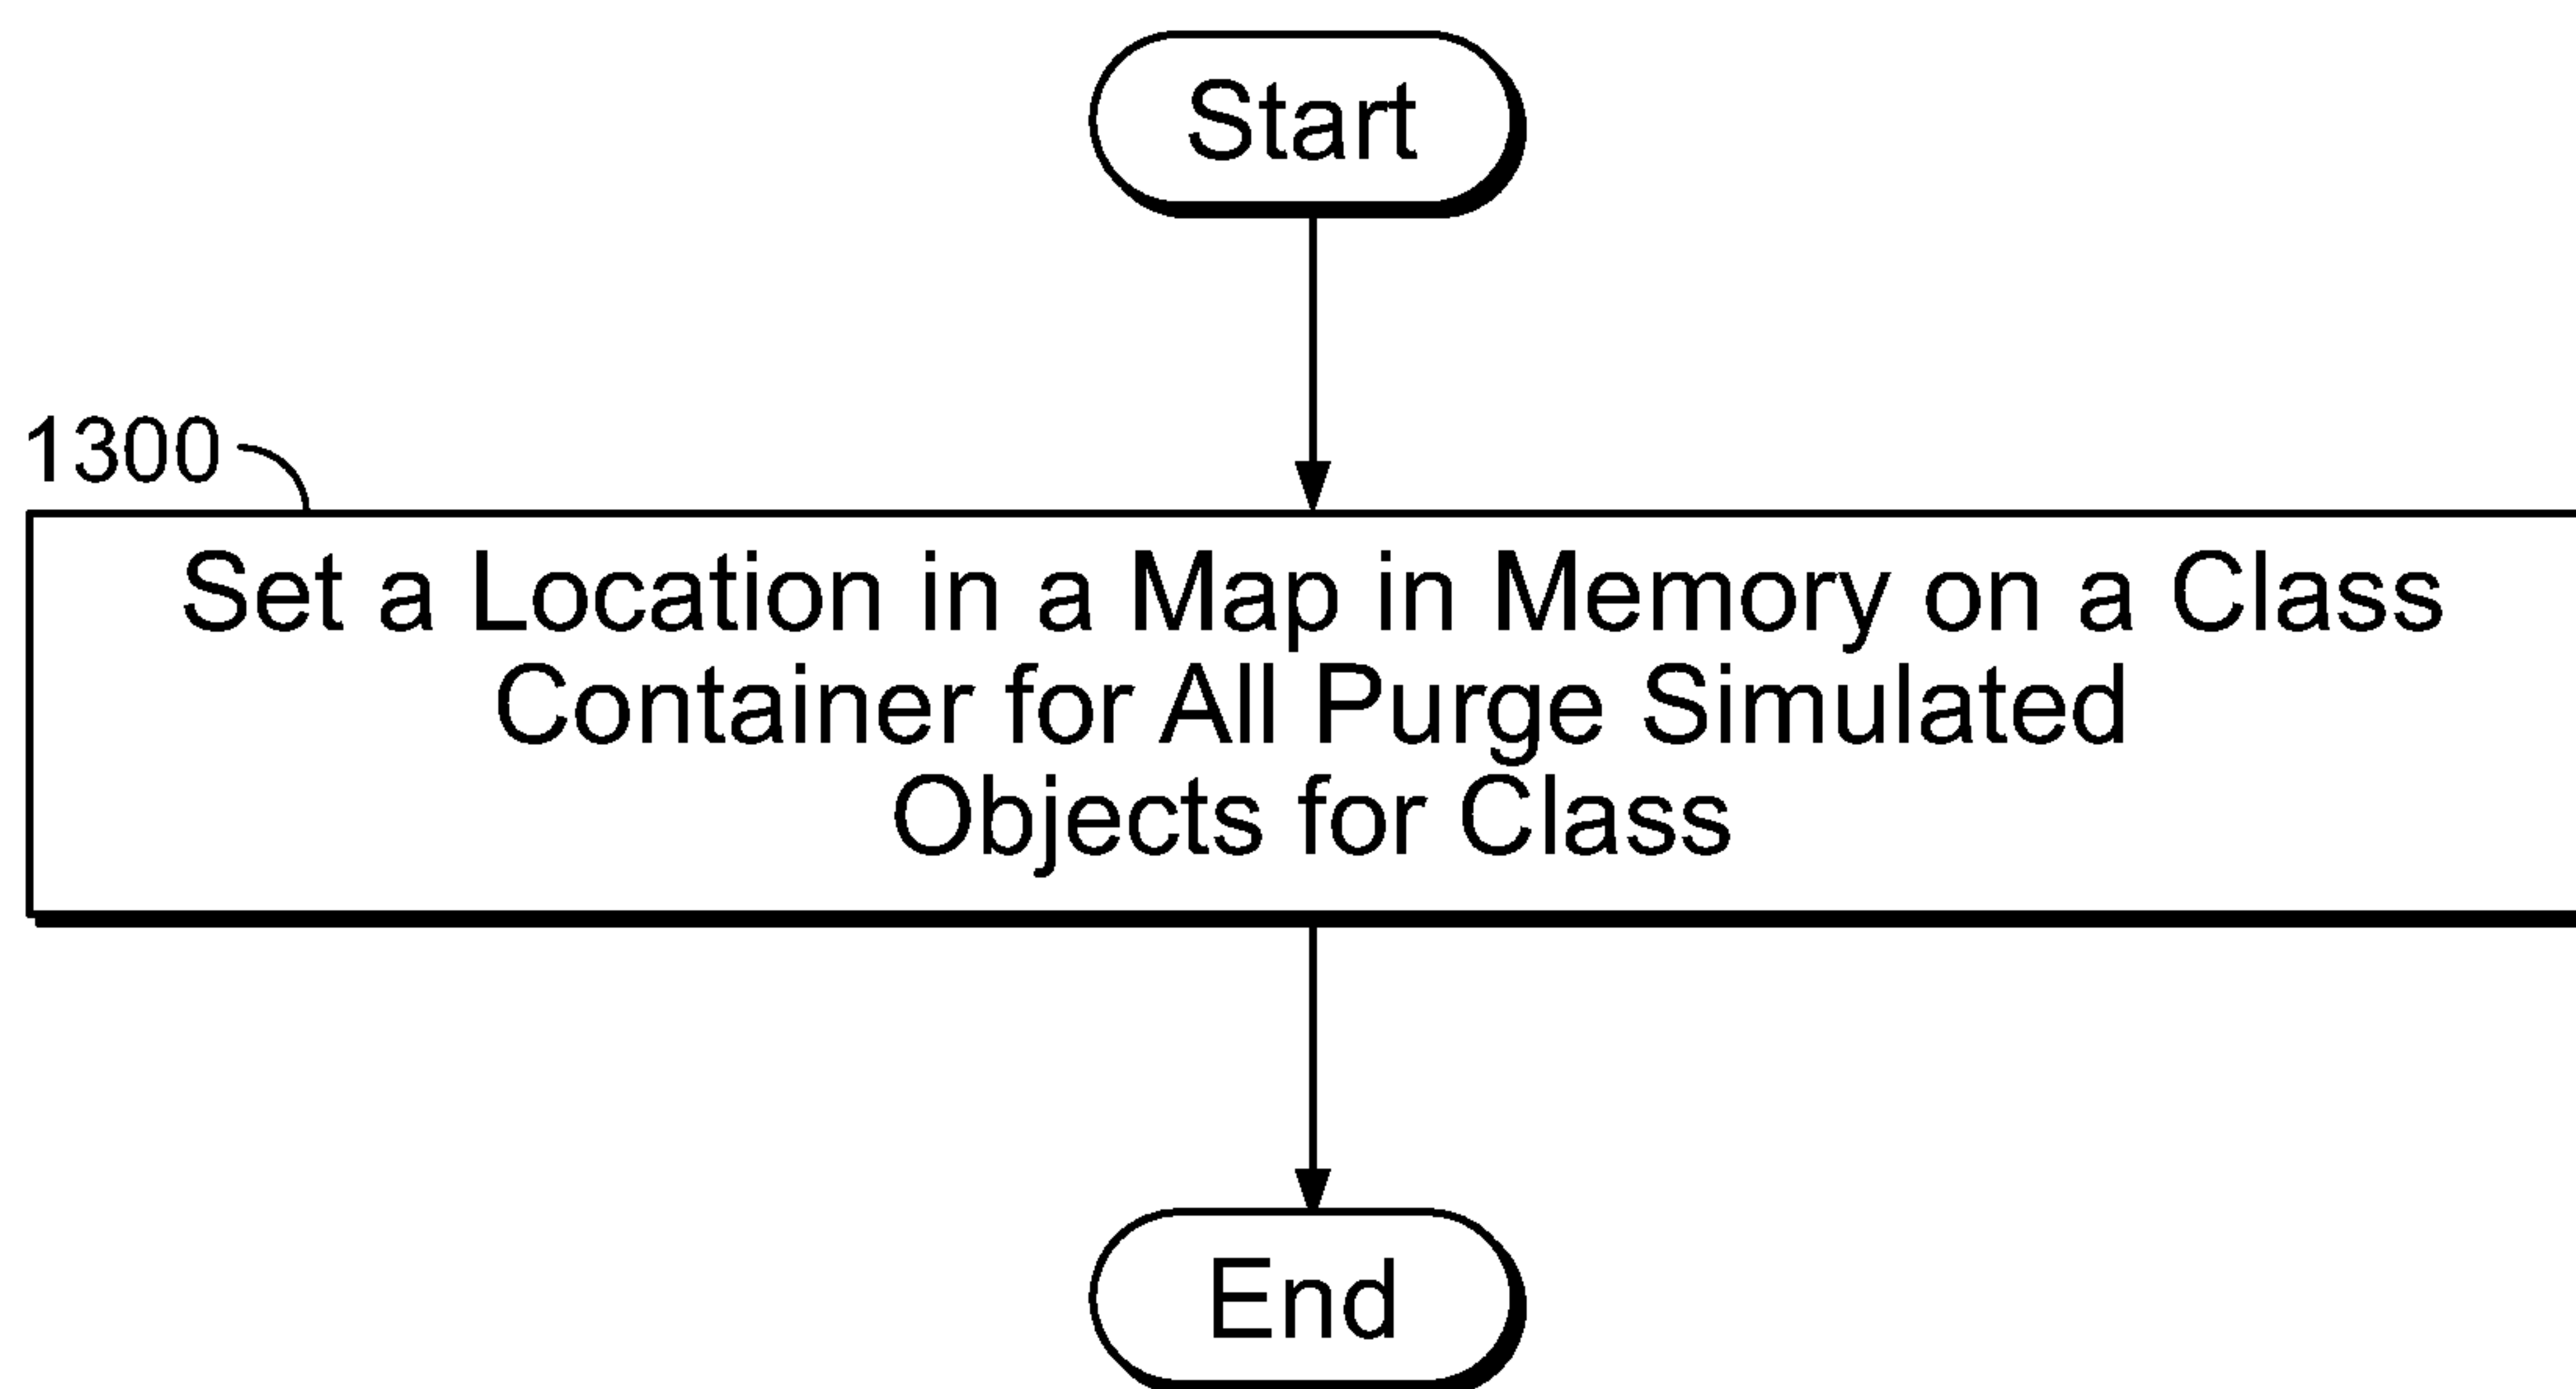 Start
1300
Set a Location in a Map in Memory on a Class
Container for All Purge Simulated
Objects for Class
End